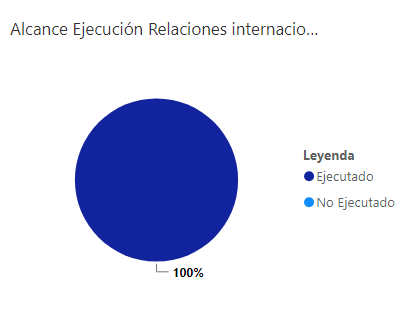 Alcance Ejecución Relaciones internacio...
Leyenda
Ejecutado
No Ejecutado
100%